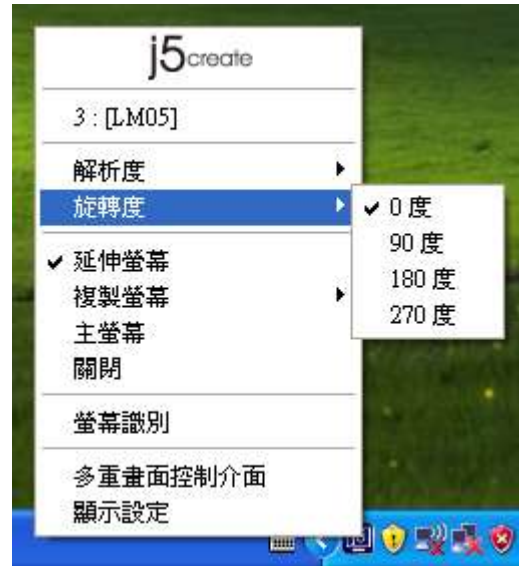 j5create
3 : [LM05]
解析度
旋轉度
0 度
90 度
180 度
270 度
延伸螢幕
複製螢幕
主螢幕
關閉
螢幕識別
多重畫面控制介面
顯示設定